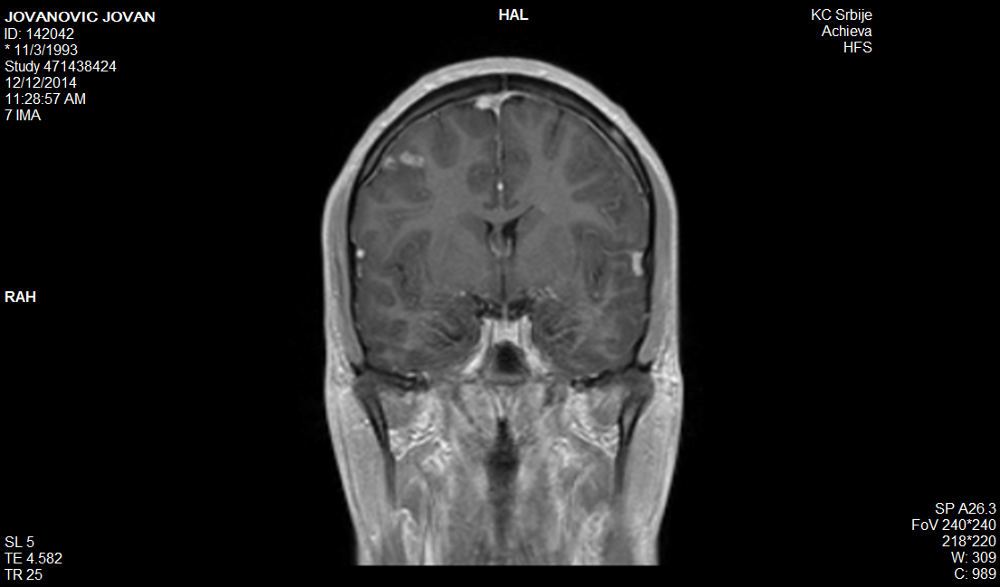 JOVANOVIC JOVAN
ID: 142042
* 11/3/1993
Study 471438424
12/12/2014
11:28:57 AM
7 IMA
HAL
KC Srbije
Achieva
HFS
RAH
SL 5
TE 4.582
TR 25
SP A26.3
FoV 240*240
218*220
W: 309
C: 989